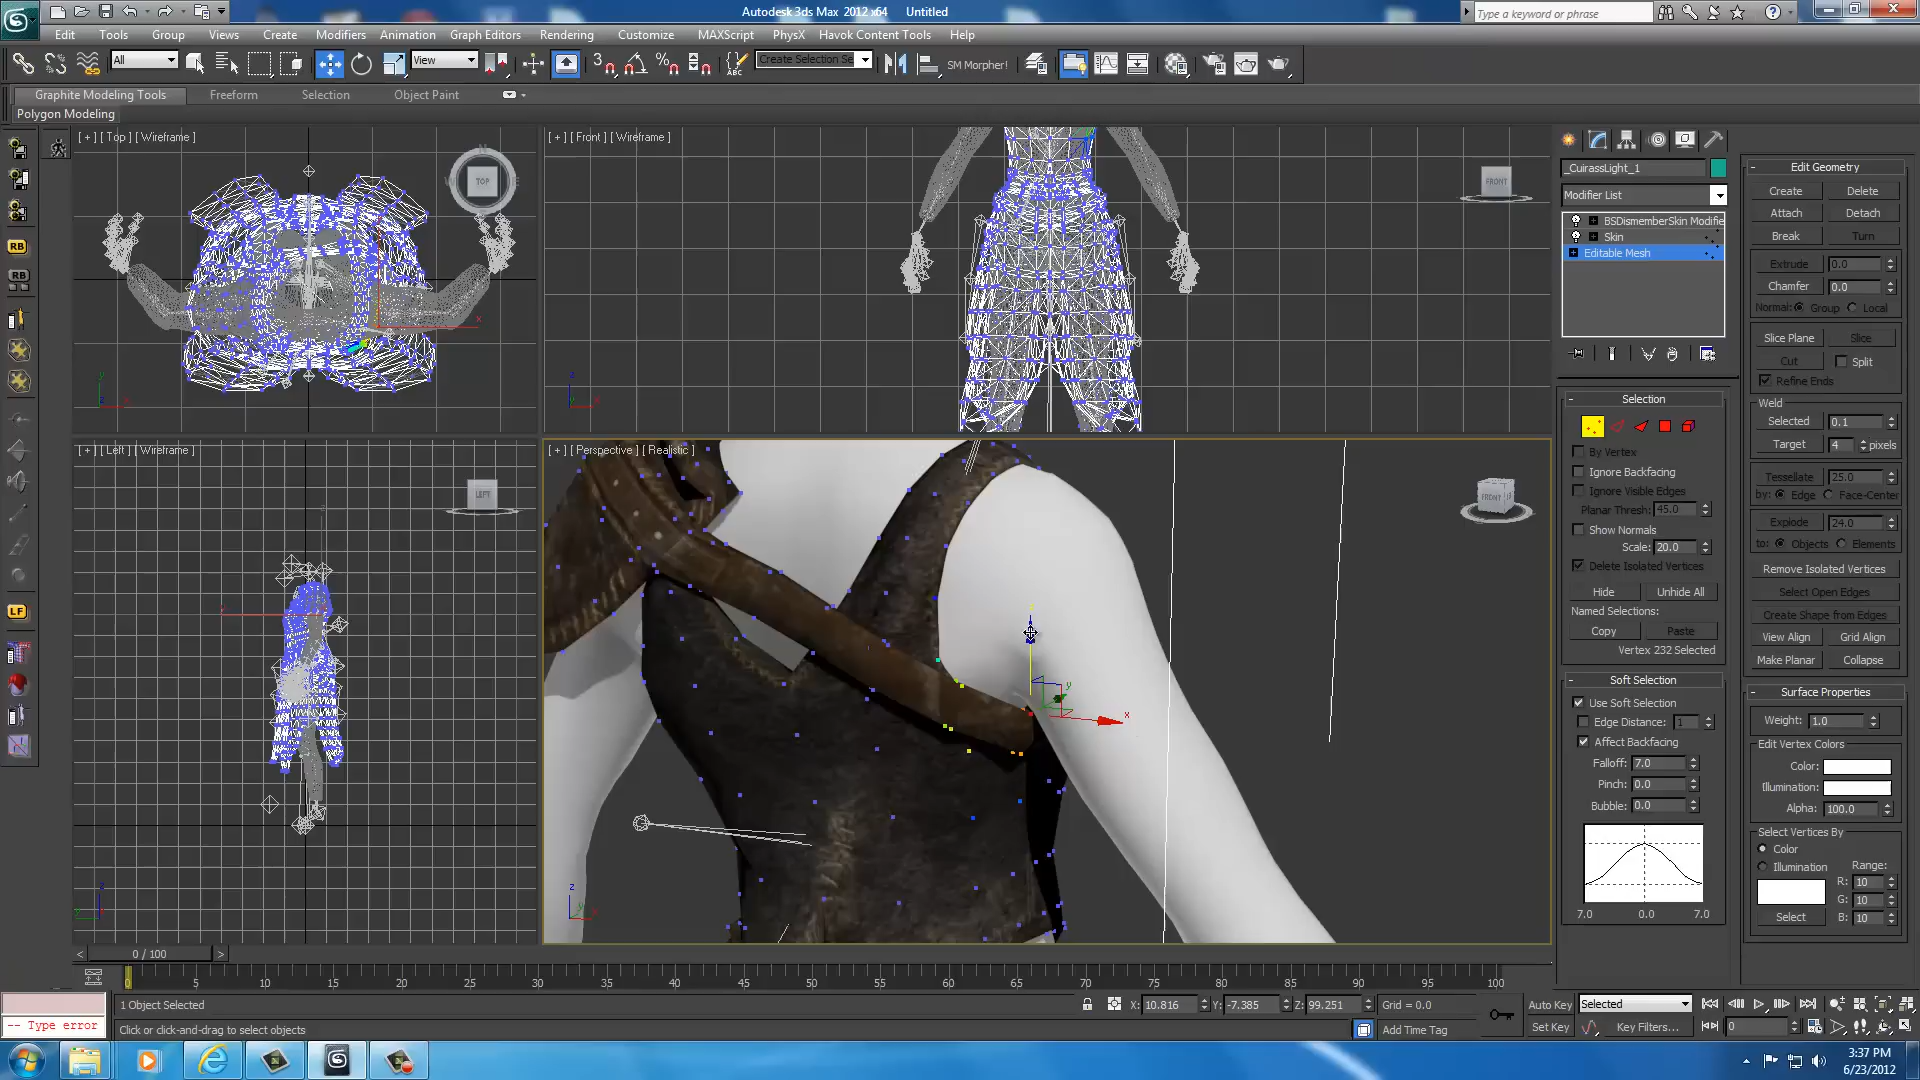 Autodesk 3ds Max 2012 x64 Untitled
Type a keyword or phrase
Edit Tools Group Views Create Modifiers Animation Graph Editors Rendering Customize MAXScript PhysX Havok Content Tools Help
All View 3 Create Selection Se SM Morpher!
Graphite Modeling Tools Freeform Selection Object Paint
Polygon Modeling
[ + ] [ Top ] [ Wireframe ]
TOP
[ + ] [ Front ] [ Wireframe ]
FRONT
[ + ] [ Left ] [ Wireframe ]
LEFT
[ + ] [ Perspective ] [ Realistic ]
FRONT
RB
RB
LF
_CuirassLight_1
Modifier List
BSDismemberSkin Modifie
Skin
Editable Mesh
Selection
By Vertex
Ignore Backfacing
Ignore Visible Edges
Planar Thresh: 45.0
Show Normals
Scale: 20.0
Delete Isolated Vertices
Hide Unhide All
Named Selections:
Copy Paste
Vertex 232 Selected
Soft Selection
Use Soft Selection
Edge Distance: 1
Affect Backfacing
Falloff: 7.0
Pinch: 0.0
Bubble: 0.0
7.0 0.0 7.0
Edit Geometry
Create Delete
Attach Detach
Break Turn
Extrude 0.0
Chamfer 0.0
Normal: Group Local
Slice Plane Slice
Cut Split
Refine Ends
Weld
Selected 0.1
Target 4 pixels
Tessellate 25.0
by: Edge Face-Center
Explode 24.0
to: Objects Elements
Remove Isolated Vertices
Select Open Edges
Create Shape from Edges
View Align Grid Align
Make Planar Collapse
Surface Properties
Weight: 1.0
Edit Vertex Colors
Color:
Illumination:
Alpha: 100.0
Select Vertices By
Color
Illumination Range:
R: 10
G: 10
Select B: 10
< 0 / 100 >
0 5 10 15 20 25 30 35 40 45 50 55 60 65 70 75 80 85 90 95 100
1 Object Selected X: 10.816 Y: -7.385 Z: 99.251 Grid = 0.0 Auto Key Selected
-- Type error Click or click-and-drag to select objects Add Time Tag Set Key Key Filters... 0
3:37 PM
6/23/2012